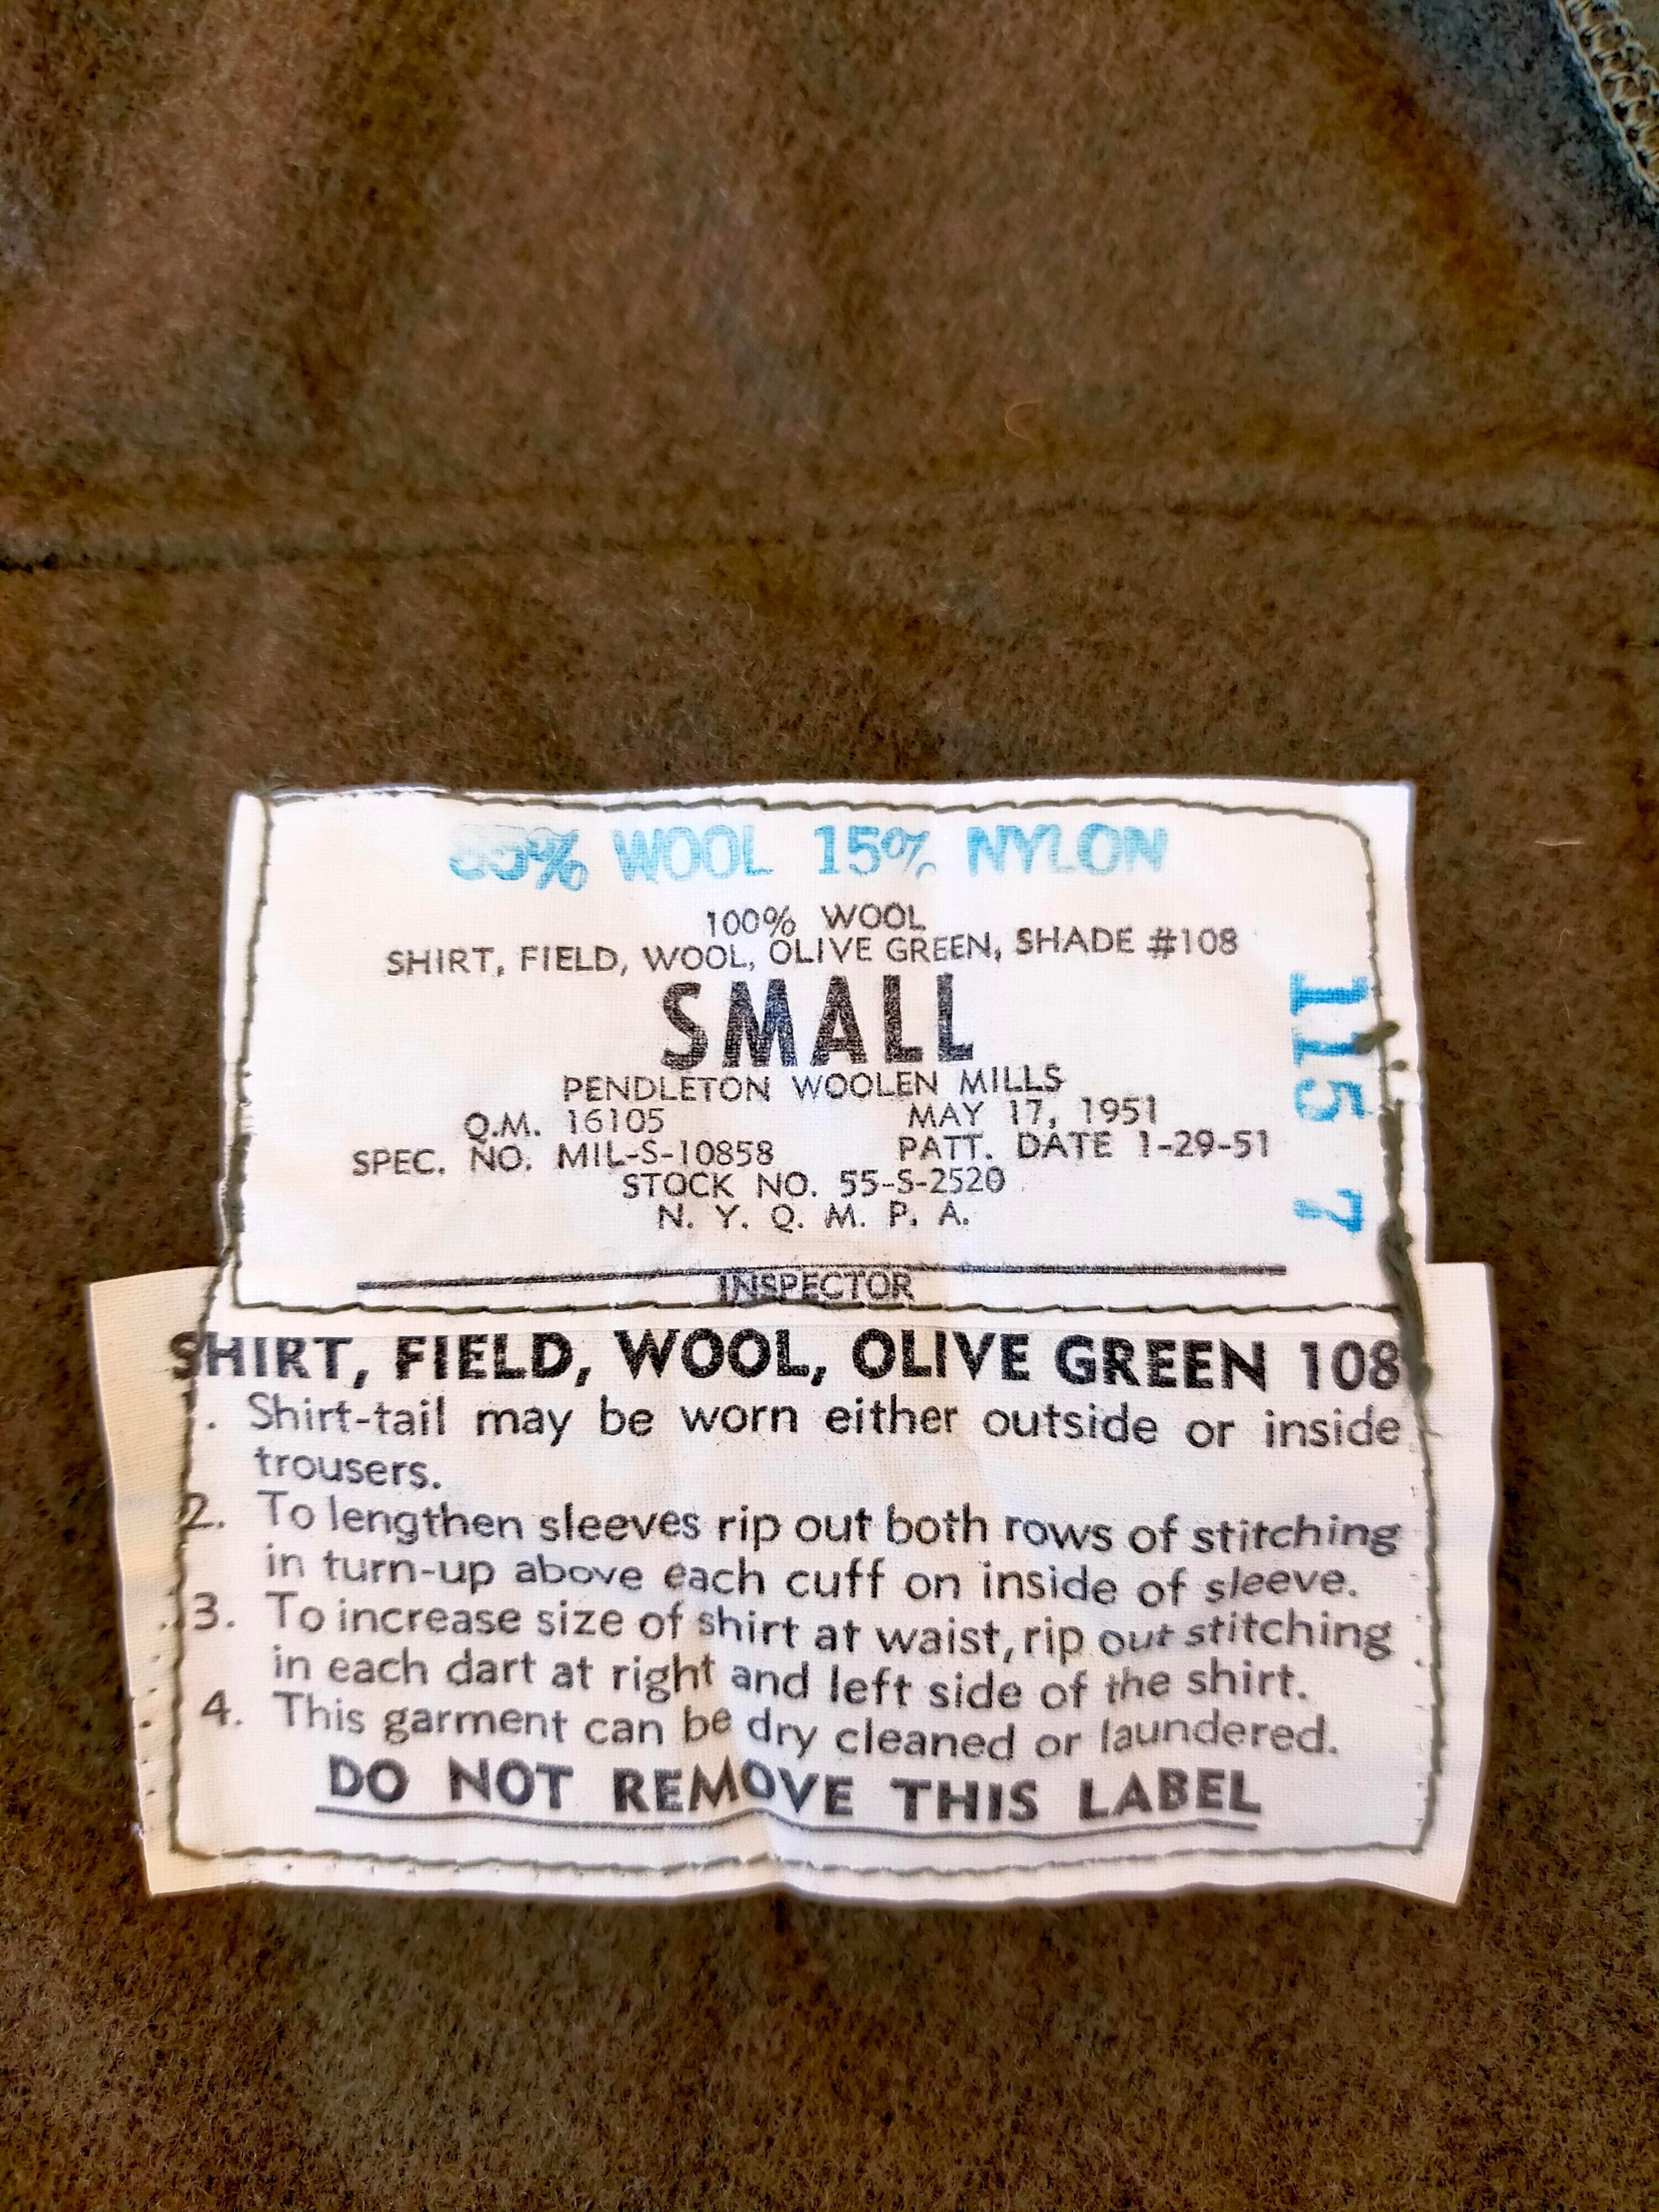 85% WOOL 15% NYLON
100% WOOL
SHIRT, FIELD, WOOL, OLIVE GREEN, SHADE #108
SMALL
PENDLETON WOOLEN MILLS
Q.M. 16105 MAY 17, 1951
SPEC. NO. MIL-S-10858 PATT. DATE 1-29-51
STOCK NO. 55-S-2520
N. Y. Q. M. P. A.
INSPECTOR
115 7
SHIRT, FIELD, WOOL, OLIVE GREEN 108
. Shirt-tail may be worn either outside or inside
trousers.
2. To lengthen sleeves rip out both rows of stitching
in turn-up above each cuff on inside of sleeve.
3. To increase size of shirt at waist, rip out stitching
in each dart at right and left side of the shirt.
4. This garment can be dry cleaned or laundered.
DO NOT REMOVE THIS LABEL